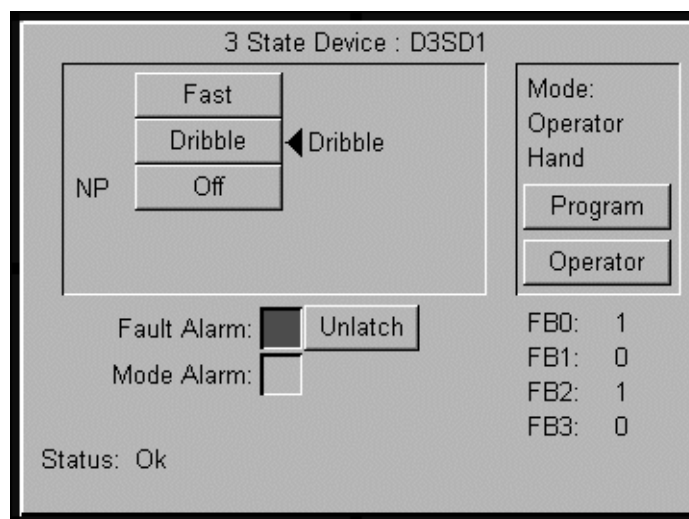 3 State Device : D3SD1
Fast
Dribble
Dribble
NP
Off
Mode:
Operator
Hand
Program
Operator
Fault Alarm:
Unlatch
Mode Alarm:
FB0: 1
FB1: 0
FB2: 1
FB3: 0
Status: Ok